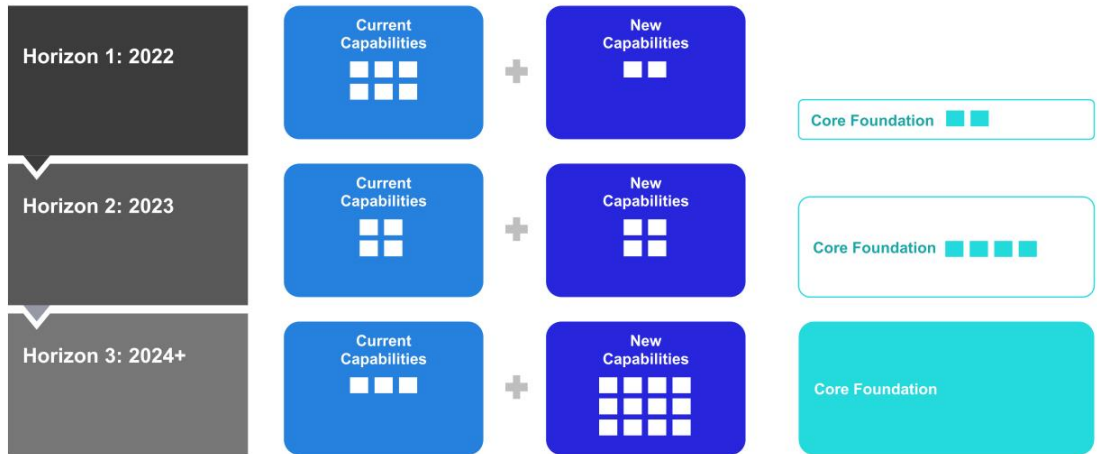 Horizon 1: 2022
Current
Capabilities
New
Capabilities
Core Foundation
Horizon 2: 2023
Current
Capabilities
New
Capabilities
Core Foundation
Horizon 3: 2024+
Current
Capabilities
New
Capabilities
Core Foundation